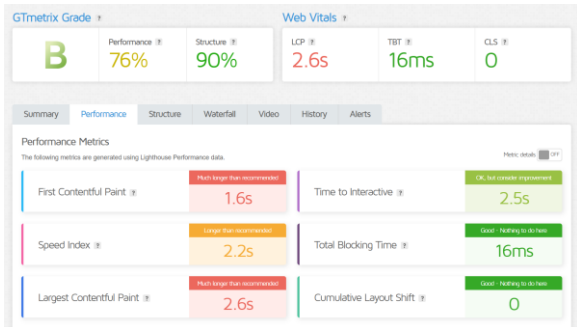 GTmetrix Grade ?
Web Vitals ?
B
Performance ?
76%
Structure ?
90%
LCP ?
2.6s
TBT ?
16ms
CLS ?
0
Summary Performance Structure Waterfall Video History Alerts
Performance Metrics
The following metrics are generated using Lighthouse Performance data.
Metric details OFF
First Contentful Paint ?
Much longer than recommended
1.6s
Time to Interactive ?
OK, but consider improvement
2.5s
Speed Index ?
Longer than recommended
2.2s
Total Blocking Time ?
Good - Nothing to do here
16ms
Largest Contentful Paint ?
Much longer than recommended
2.6s
Cumulative Layout Shift ?
Good - Nothing to do here
0